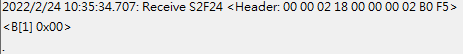 2022/2/24 10:35:34.707: Receive S2F24 <Header: 00 00 02 18 00 00 00 02 B0 F5>
<B[1] 0x00>
.